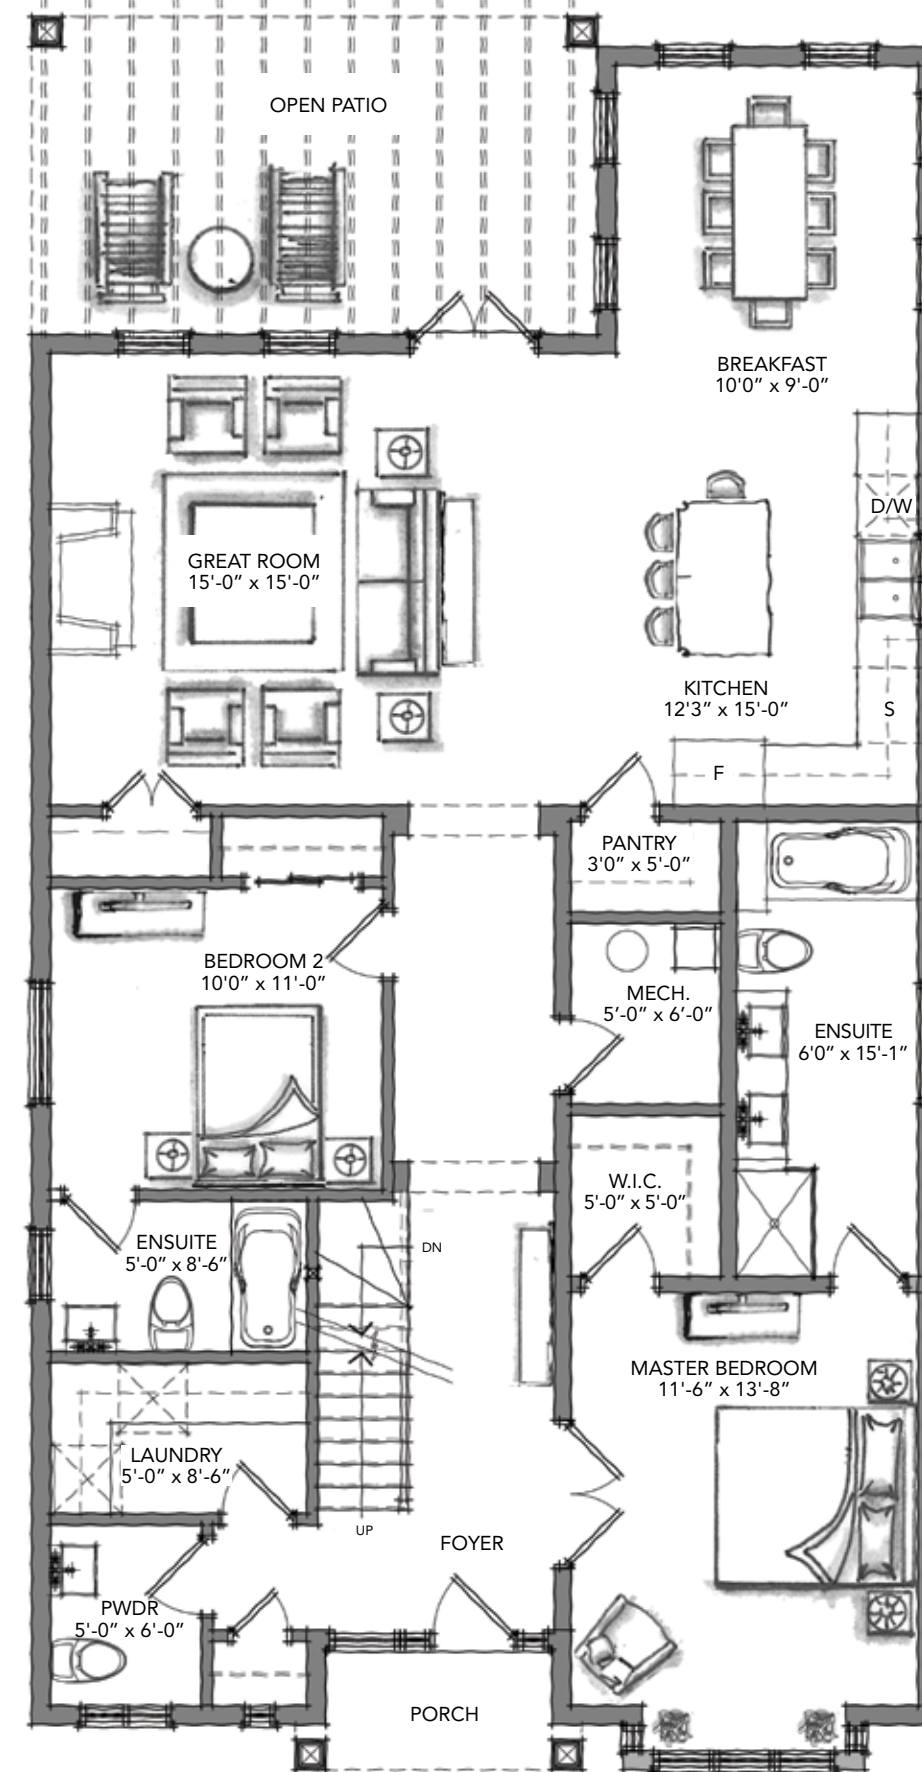 OPEN PATIO
BREAKFAST
10'0" x 9'-0"
D/W
GREAT ROOM
15'-0" x 15'-0"
KITCHEN
12'3" x 15'-0"
S
F
PANTRY
3'0" x 5'-0"
BEDROOM 2
10'0" x 11'-0"
MECH.
5'-0" x 6'-0"
ENSUITE
6'0" x 15'-1"
W.I.C.
5'-0" x 5'-0"
ENSUITE
5'-0" x 8'-6"
DN
MASTER BEDROOM
11'-6" x 13'-8"
LAUNDRY
5'-0" x 8'-6"
UP
FOYER
PWDR
5'-0" x 6'-0"
PORCH